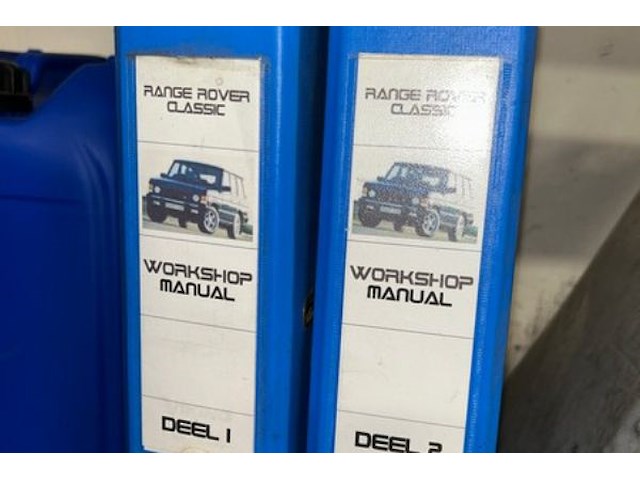 RANGE ROVER
CLASSIC
WORKSHOP
MANUAL
DEEL 1
RANGE ROVER
CLASSIC
WORKSHOP
MANUAL
DEEL 2